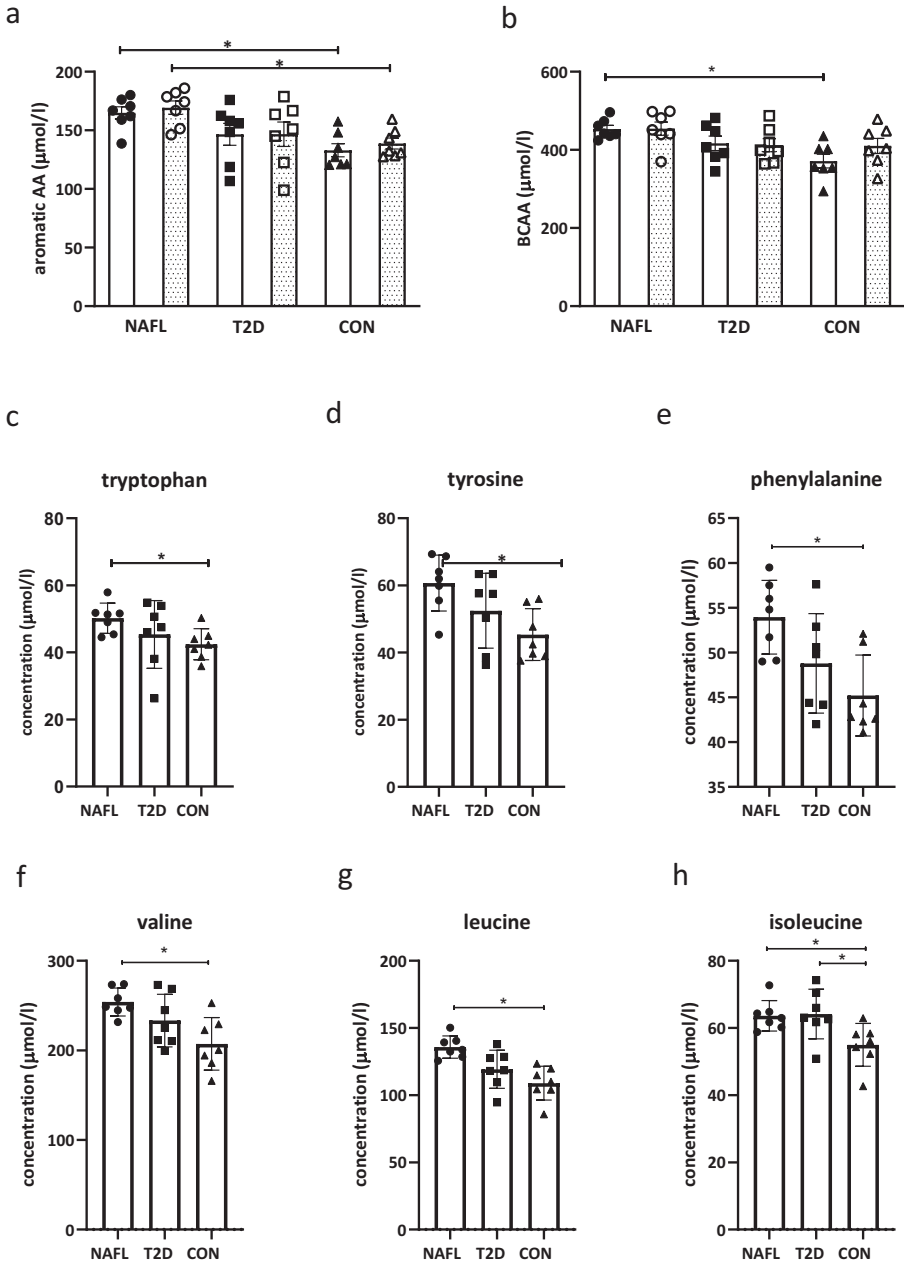 a
b
*
*
*
200
150
100
50
0
aromatic AA (μmol/l)
NAFL
T2D
CON
600
400
200
0
BCAA (μmol/l)
NAFL
T2D
CON
c
d
e
tryptophan
tyrosine
phenylalanine
*
*
*
80
60
40
20
0
concentration (μmol/l)
NAFL
T2D
CON
80
60
40
20
0
concentration (μmol/l)
NAFL
T2D
CON
65
60
55
50
45
40
35
concentration (μmol/l)
NAFL
T2D
CON
f
g
h
valine
leucine
isoleucine
*
*
*
*
300
200
100
0
concentration (μmol/l)
NAFL
T2D
CON
200
150
100
50
0
concentration (μmol/l)
NAFL
T2D
CON
80
60
40
20
0
concentration (μmol/l)
NAFL
T2D
CON